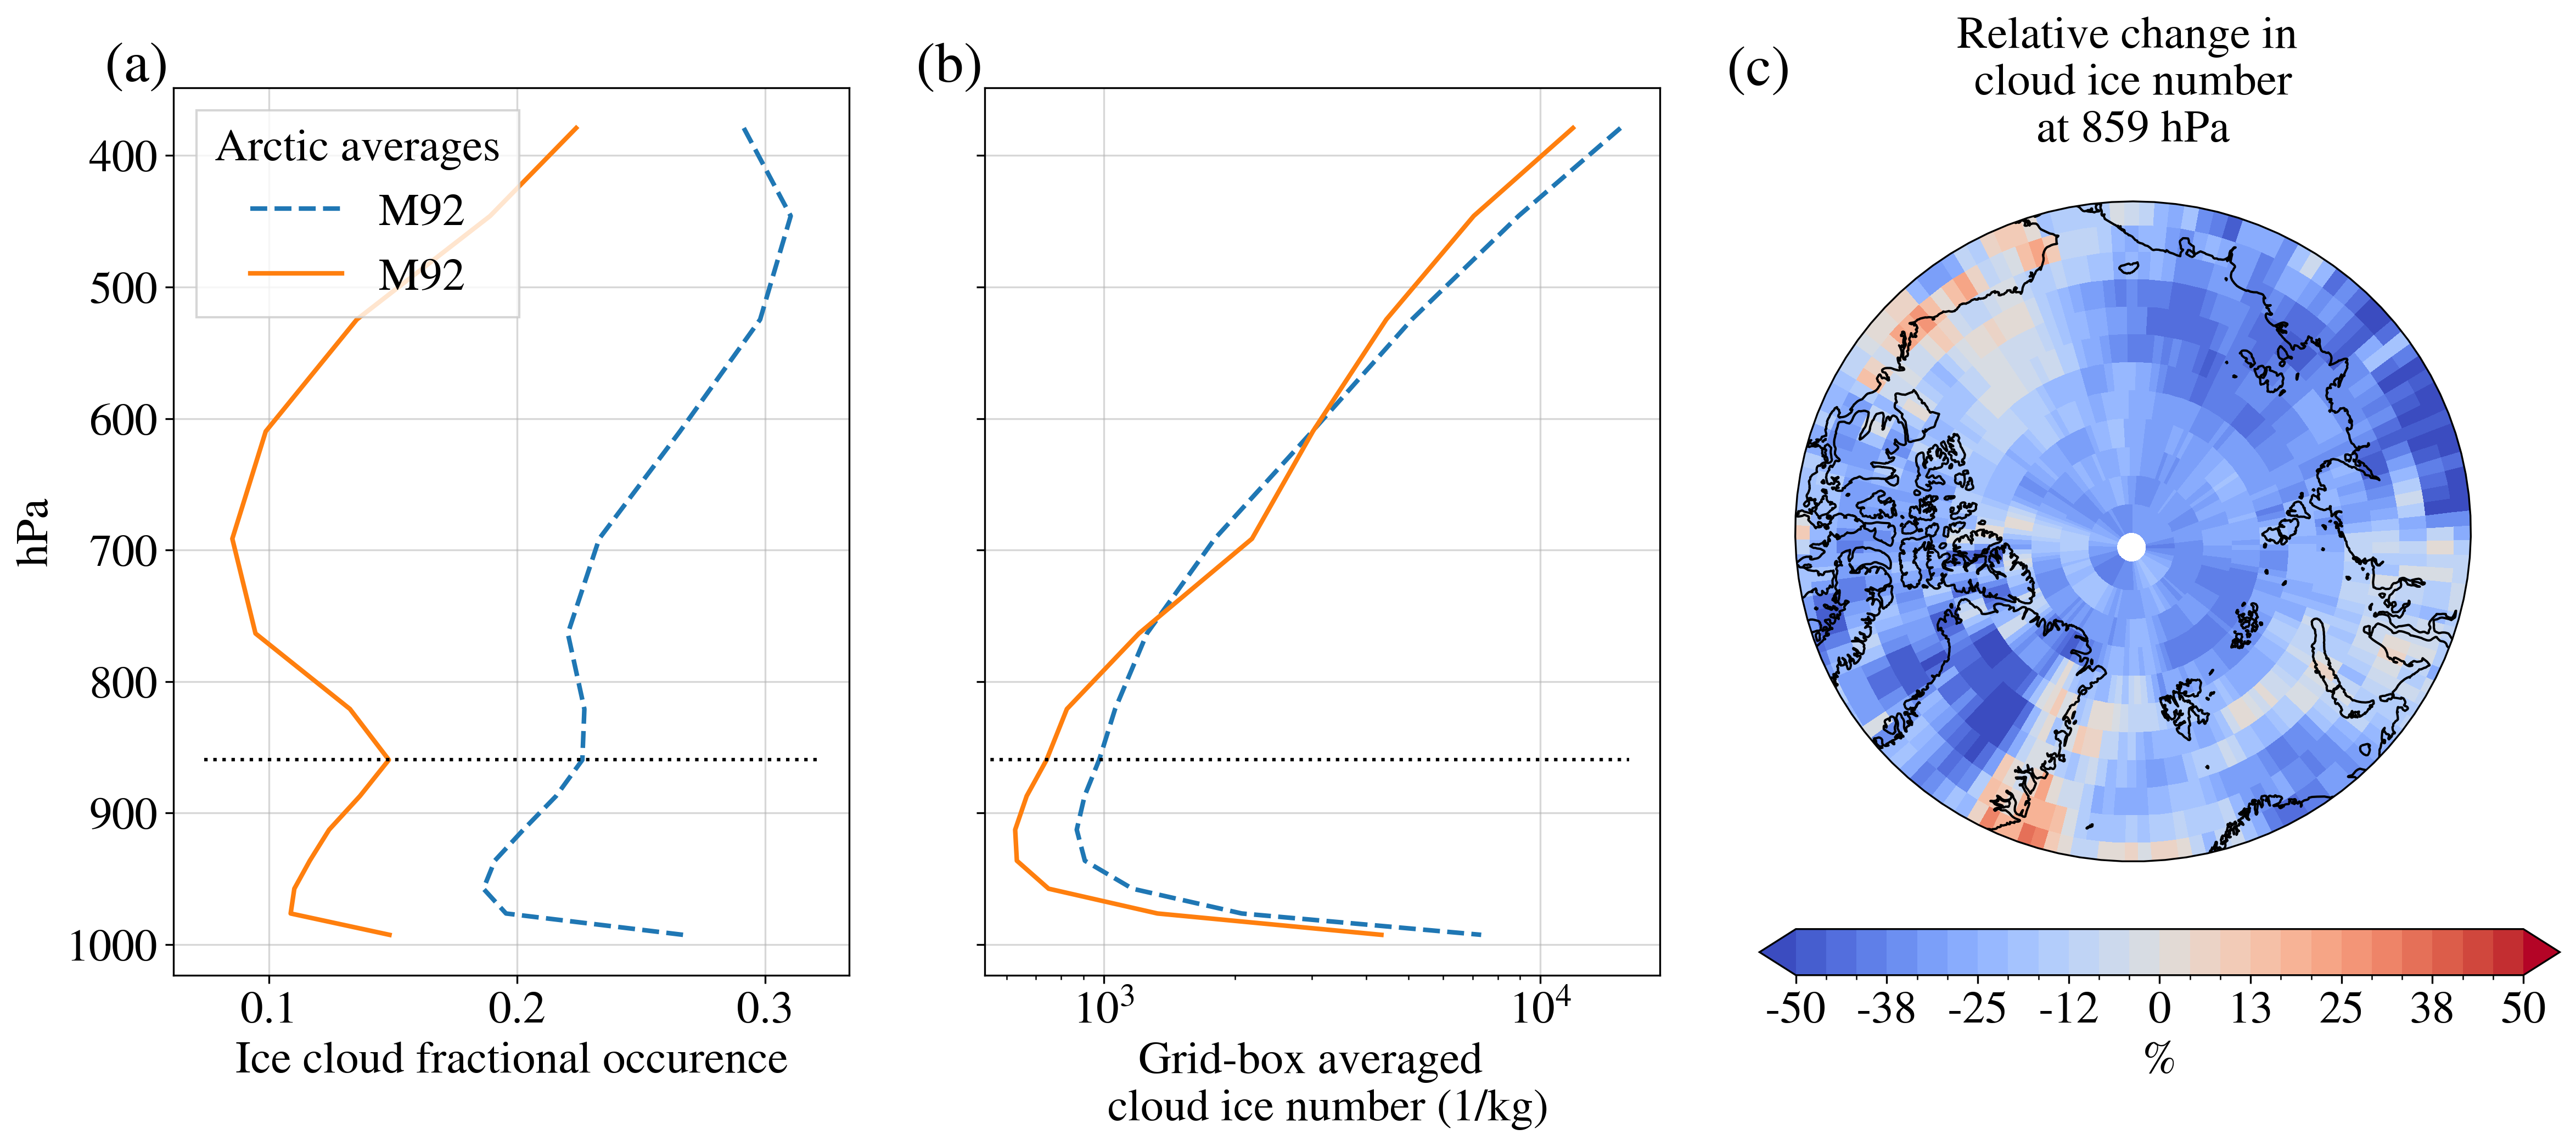 (a)
Arctic averages
M92
M92
hPa
400
500
600
700
800
900
1000
0.1 0.2 0.3
Ice cloud fractional occurence
(b)
10³ 10⁴
Grid-box averaged
cloud ice number (1/kg)
(c)
Relative change in
cloud ice number
at 859 hPa
-50 -38 -25 -12 0 13 25 38 50
%